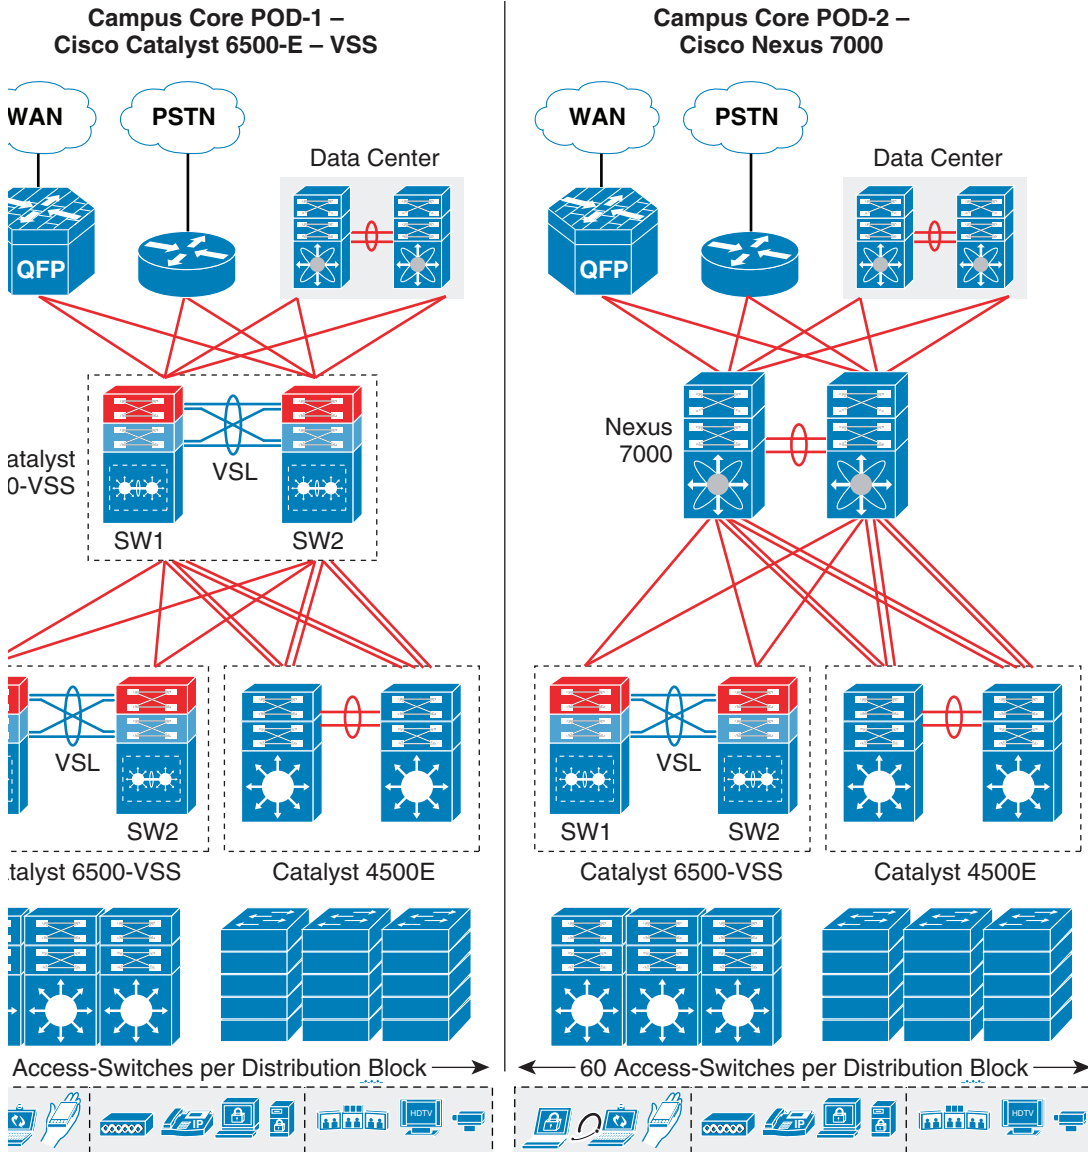 Campus Core POD-1 –
Cisco Catalyst 6500-E – VSS
WAN
PSTN
Data Center
QFP
atalyst
0-VSS
VSL
SW1
SW2
VSL
SW2
talyst 6500-VSS
Catalyst 4500E
Access-Switches per Distribution Block
IP
HDTV
Campus Core POD-2 –
Cisco Nexus 7000
WAN
PSTN
Data Center
QFP
Nexus
7000
VSL
SW1
SW2
Catalyst 6500-VSS
Catalyst 4500E
60 Access-Switches per Distribution Block
IP
HDTV